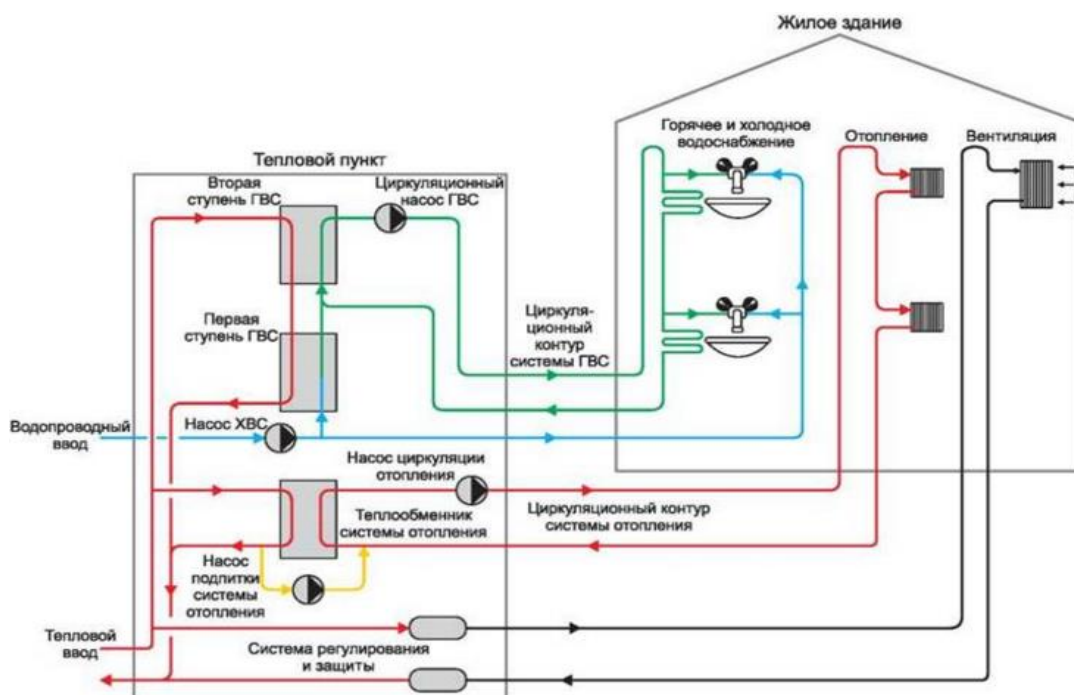 Жилое здание
Горячее и холодное
водоснабжение
Отопление
Вентиляция
Тепловой пункт
Вторая
ступень ГВС
Циркуляционный
насос ГВС
Первая
ступень ГВС
Циркуля-
ционный
контур
системы ГВС
Водопроводный
ввод
Насос ХВС
Насос циркуляции
отопления
Теплообменник
системы отопления
Циркуляционный контур
системы отопления
Насос
подпитки
системы
отопления
Тепловой
ввод
Система регулирования
и защиты